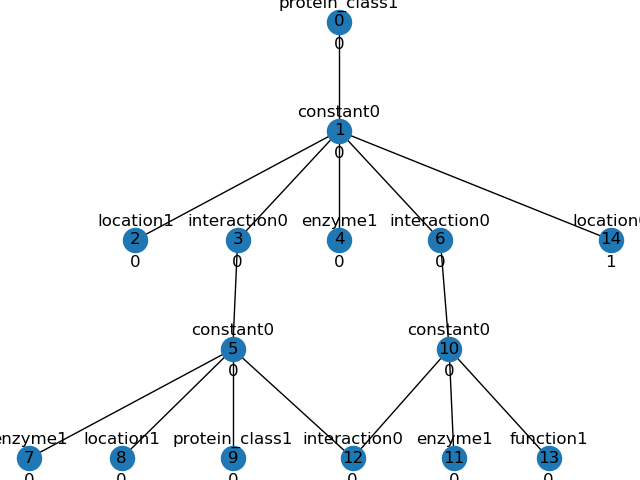 protein_class1
0
0
constant0
1
0
location1 interaction0 enzyme1 interaction0 location0
2 3 4 6 14
0 0 0 0 1
constant0 constant0
5 10
0 0
enzyme1 location1 protein_class1 interaction0 enzyme1 function1
7 8 9 12 11 13
0 0 0 0 0 0